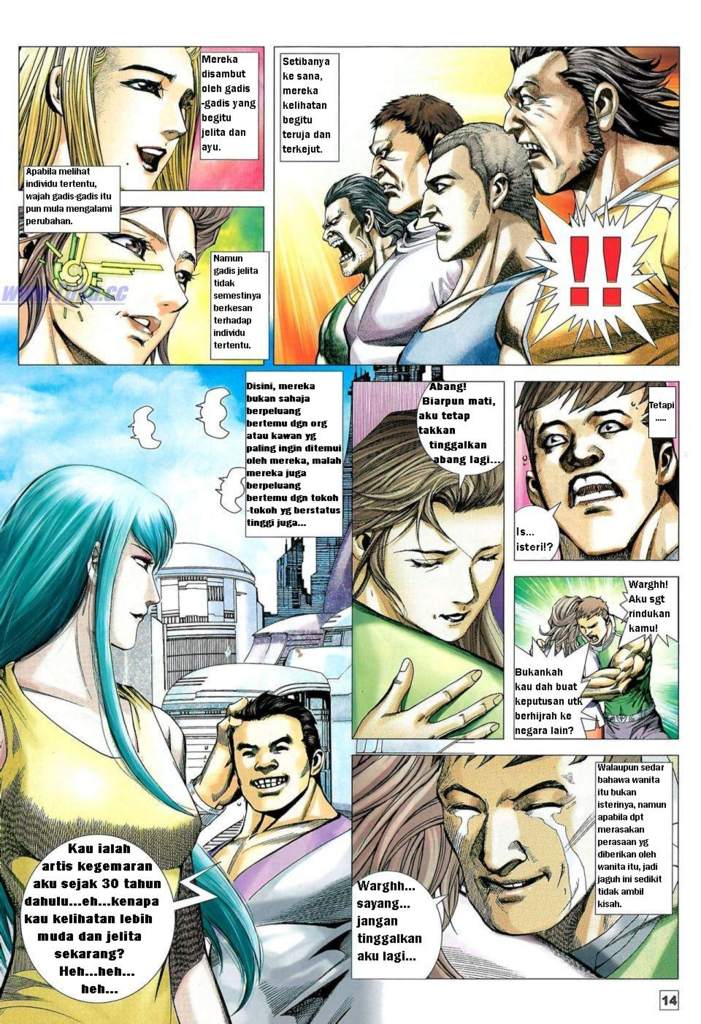 Mereka
disambut
oleh gadis
-gadis yang
begitu
jelita dan
ayu.
Apabila melihat
individu tertentu,
wajah gadis-gadis itu
pun mula mengalami
perubahan.
Namun
gadis jelita
tidak
semestinya
berkesan
terhadap
individu
tertentu.
Setibanya
ke sana,
mereka
kelihatan
begitu
teruja dan
terkejut.
!!
Disini, mereka
bukan sahaja
berpeluang
bertemu dgn org
atau kawan yg
paling ingin ditemui
oleh mereka, malah
mereka juga
berpeluang
bertemu dgn tokoh
-tokoh yg berstatus
tinggi juga...
Kau ialah
artis kegemaran
aku sejak 30 tahun
dahulu...eh...kenapa
kau kelihatan lebih
muda dan jelita
sekarang?
Heh...heh...
heh...
Abang!
Biarpun mati,
aku tetap
takkan
tinggalkan
abang lagi...
Tetapi
.....
Is...
isteri!?
Warghh!
Aku sgt
rindukan
kamu!
Bukankah
kau dah buat
keputusan utk
berhijrah ke
negara lain?
Walaupun sedar
bahawa wanita
itu bukan
isterinya, namun
apabila dpt
merasakan
perasaan yg
diberikan oleh
wanita itu, jadi
jaguh ini sedikit
tidak ambil
kisah.
Warghh...
sayang...
jangan
tinggalkan
aku lagi...
14